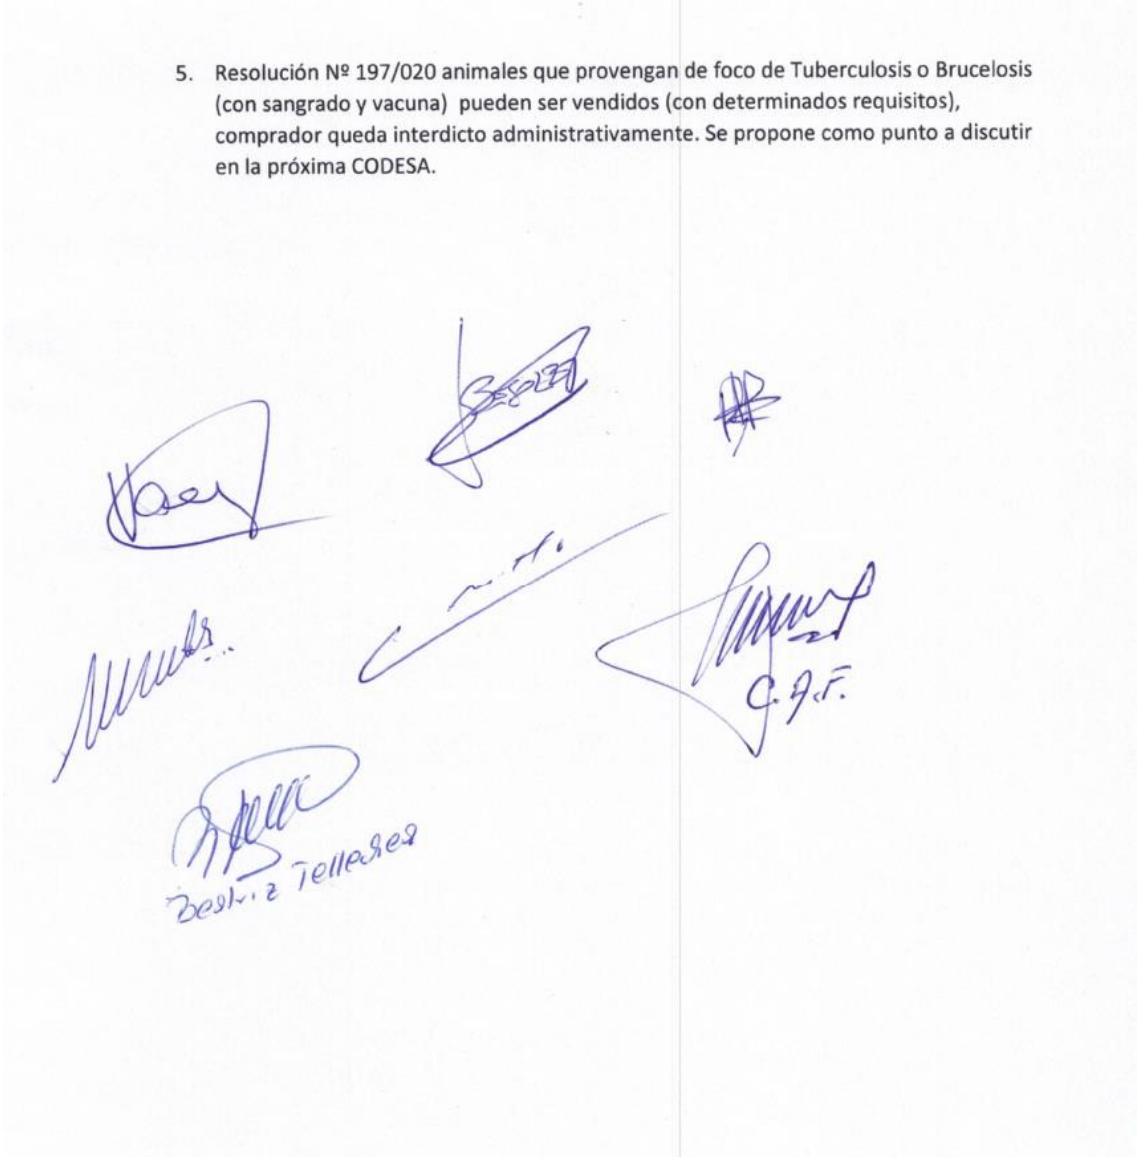 5. Resolución Nº 197/020 animales que provengan de foco de Tuberculosis o Brucelosis
(con sangrado y vacuna) pueden ser vendidos (con determinados requisitos),
comprador queda interdicto administrativamente. Se propone como punto a discutir
en la próxima CODESA.
C.A.F.
Beatriz Tellechea